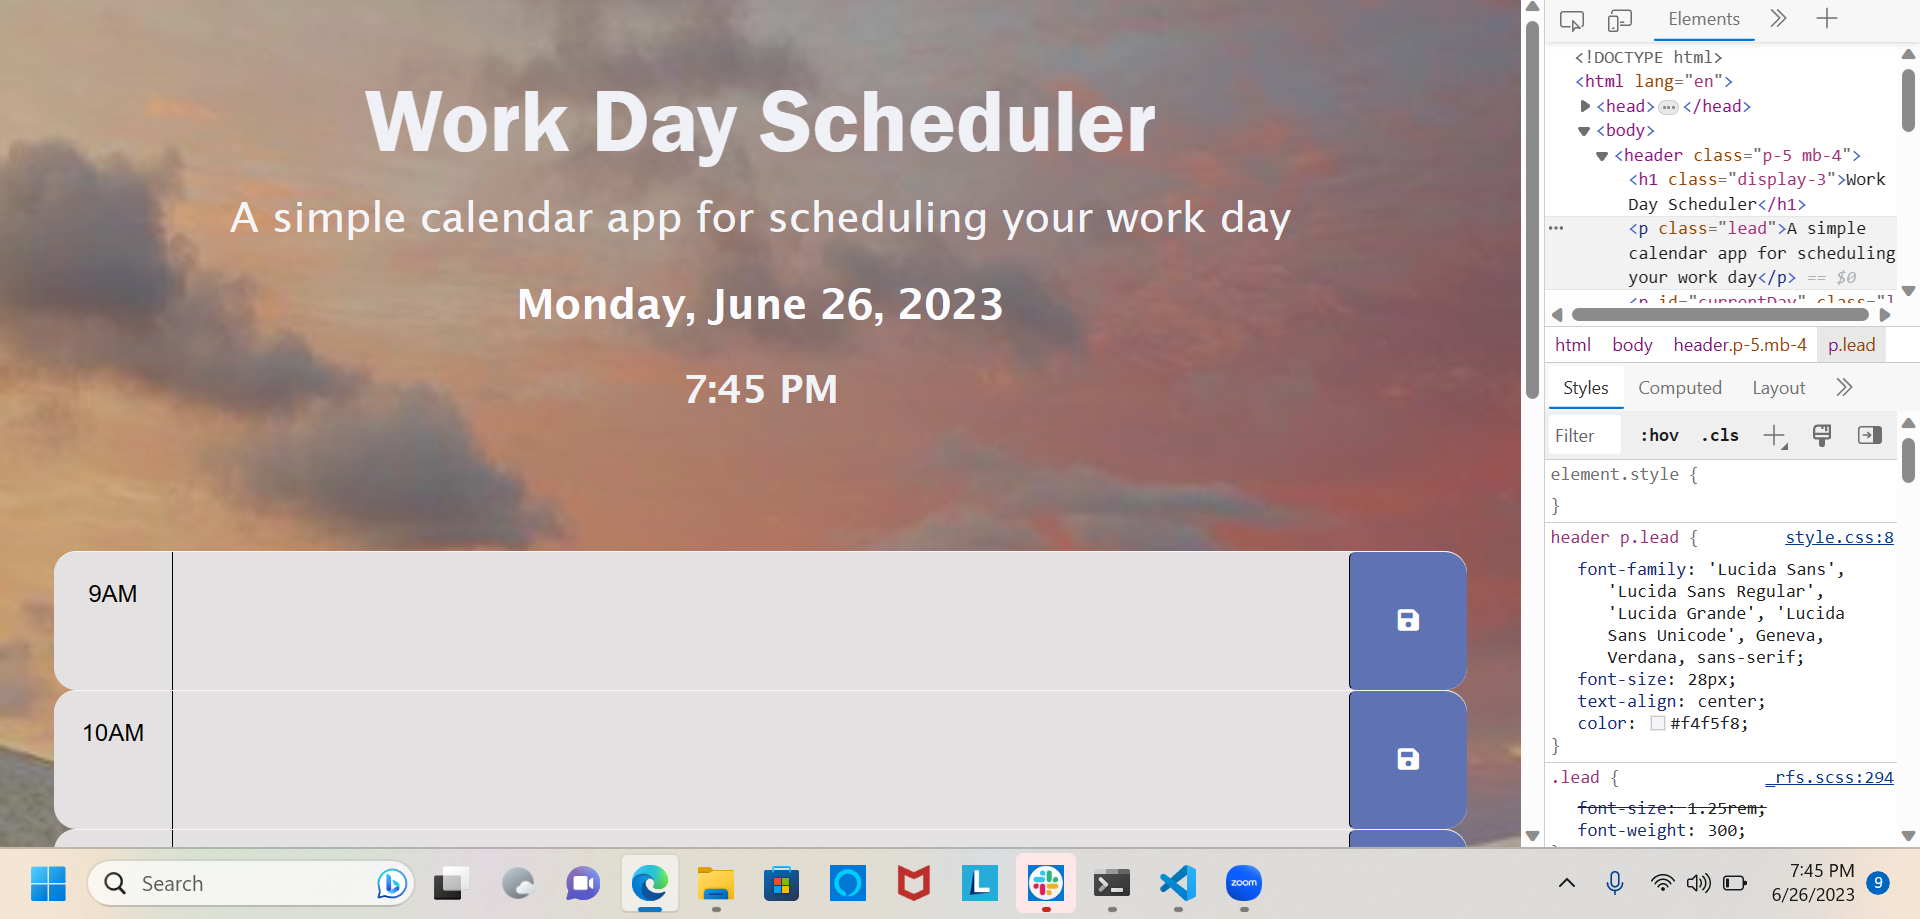 Work Day Scheduler
A simple calendar app for scheduling your work day
Monday, June 26, 2023
7:45 PM
9AM
10AM
Elements
<!DOCTYPE html>
<html lang="en">
<head> ··· </head>
<body>
<header class="p-5 mb-4">
<h1 class="display-3">Work
Day Scheduler</h1>
<p class="lead">A simple
calendar app for scheduling
your work day</p> == $0
<p id="currentDay" class="l
html body header.p-5.mb-4 p.lead
Styles Computed Layout
Filter :hov .cls
element.style {
}
header p.lead { style.css:8
font-family: 'Lucida Sans',
'Lucida Sans Regular',
'Lucida Grande', 'Lucida
Sans Unicode', Geneva,
Verdana, sans-serif;
font-size: 28px;
text-align: center;
color: #f4f5f8;
}
.lead { _rfs.scss:294
font-size: 1.25rem;
font-weight: 300;
Search
L
zoom
7:45 PM
6/26/2023
9